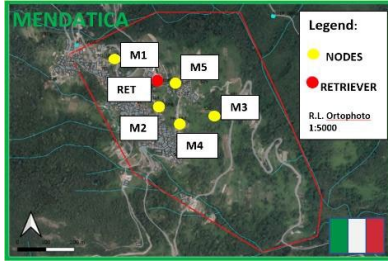 MENDATICA
Legend:
NODES
RETRIEVER
R.L. Ortophoto
1:5000
M1
M5
RET
M3
M2
M4